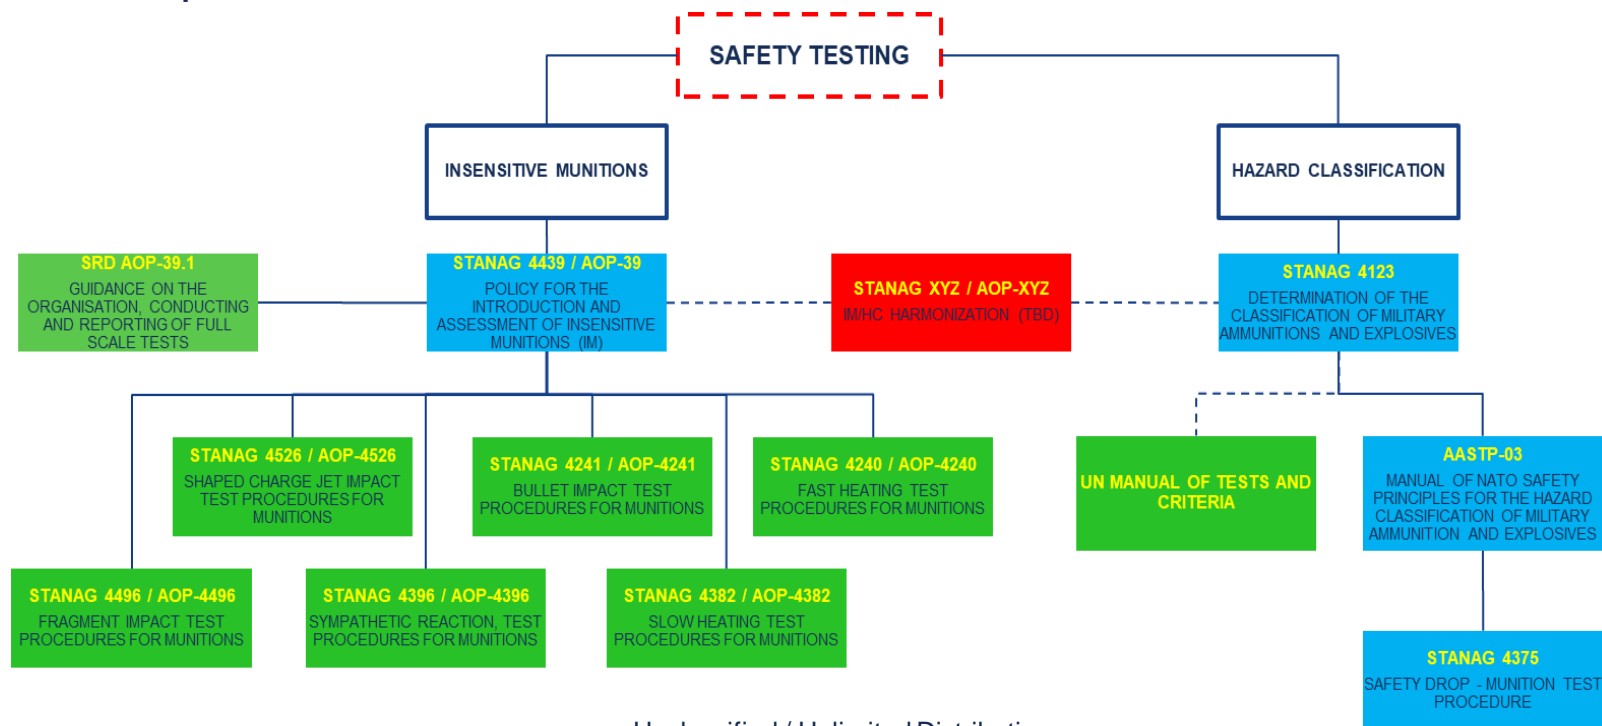 SAFETY TESTING
INSENSITIVE MUNITIONS
HAZARD CLASSIFICATION
SRD AOP-39.1
GUIDANCE ON THE
ORGANISATION, CONDUCTING
AND REPORTING OF FULL
SCALE TESTS
STANAG 4439 / AOP-39
POLICY FOR THE
INTRODUCTION AND
ASSESSMENT OF INSENSITIVE
MUNITIONS (IM)
STANAG XYZ / AOP-XYZ
IM/HC HARMONIZATION (TBD)
STANAG 4123
DETERMINATION OF THE
CLASSIFICATION OF MILITARY
AMMUNITIONS AND EXPLOSIVES
STANAG 4526 / AOP-4526
SHAPED CHARGE JET IMPACT
TEST PROCEDURES FOR
MUNITIONS
STANAG 4241 / AOP-4241
BULLET IMPACT TEST
PROCEDURES FOR MUNITIONS
STANAG 4240 / AOP-4240
FAST HEATING TEST
PROCEDURES FOR MUNITIONS
UN MANUAL OF TESTS AND
CRITERIA
AASTP-03
MANUAL OF NATO SAFETY
PRINCIPLES FOR THE HAZARD
CLASSIFICATION OF MILITARY
AMMUNITION AND EXPLOSIVES
STANAG 4496 / AOP-4496
FRAGMENT IMPACT TEST
PROCEDURES FOR MUNITIONS
STANAG 4396 / AOP-4396
SYMPATHETIC REACTION, TEST
PROCEDURES FOR MUNITIONS
STANAG 4382 / AOP-4382
SLOW HEATING TEST
PROCEDURES FOR MUNITIONS
STANAG 4375
SAFETY DROP - MUNITION TEST
PROCEDURE
Unclassified / Unlimited Distribution